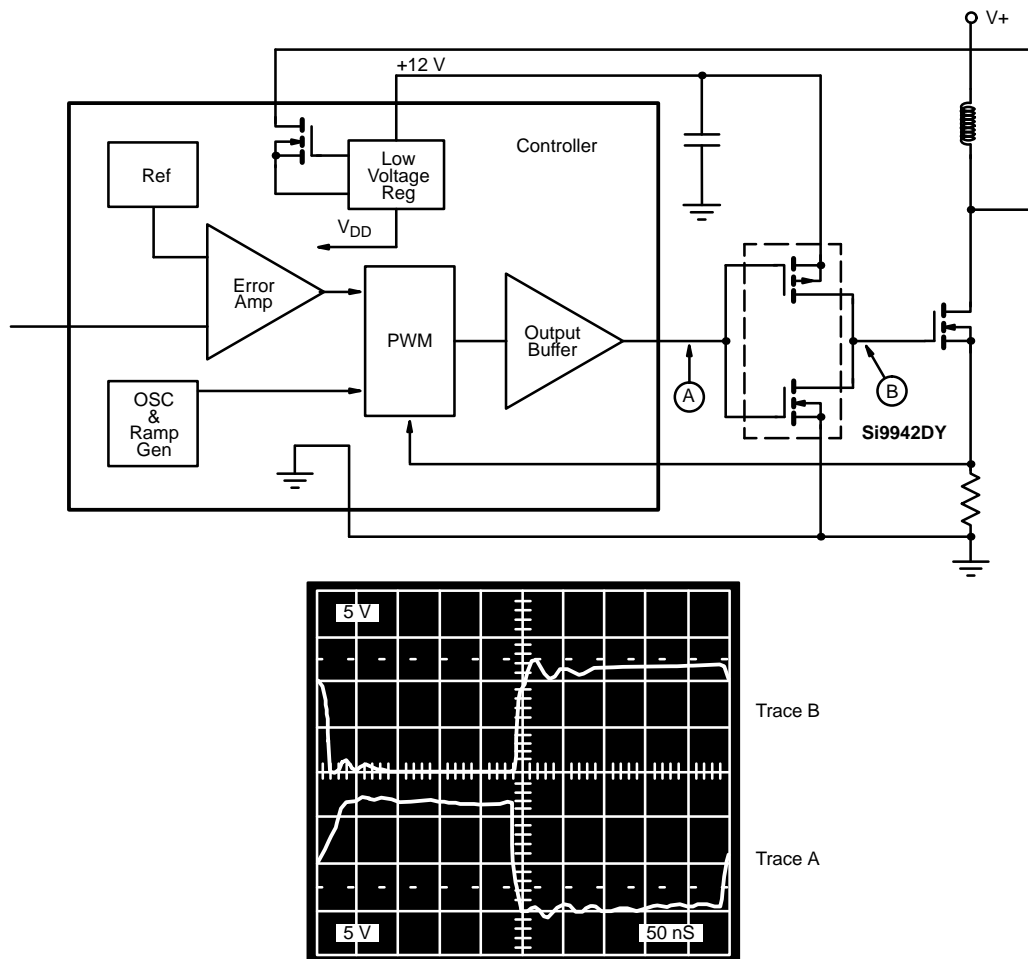 V+
+12 V
Controller
Ref
Low
Voltage
Reg
VDD
Error
Amp
PWM
Output
Buffer
A
B
OSC
&
Ramp
Gen
Si9942DY
5 V
Trace B
Trace A
5 V
50 nS